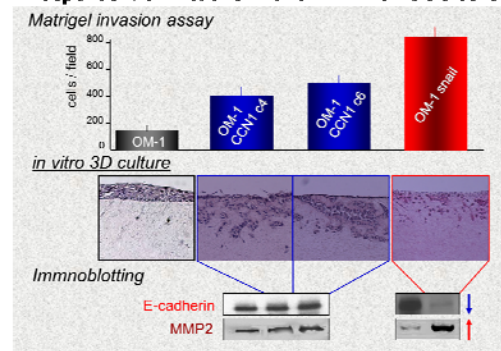 Matrigel invasion assay
cells / field
800
600
400
200
0
OM-1
OM-1
CCN1 c4
OM-1
CCN1 c6
OM-1 snail
in vitro 3D culture
Immnoblotting
E-cadherin
MMP2